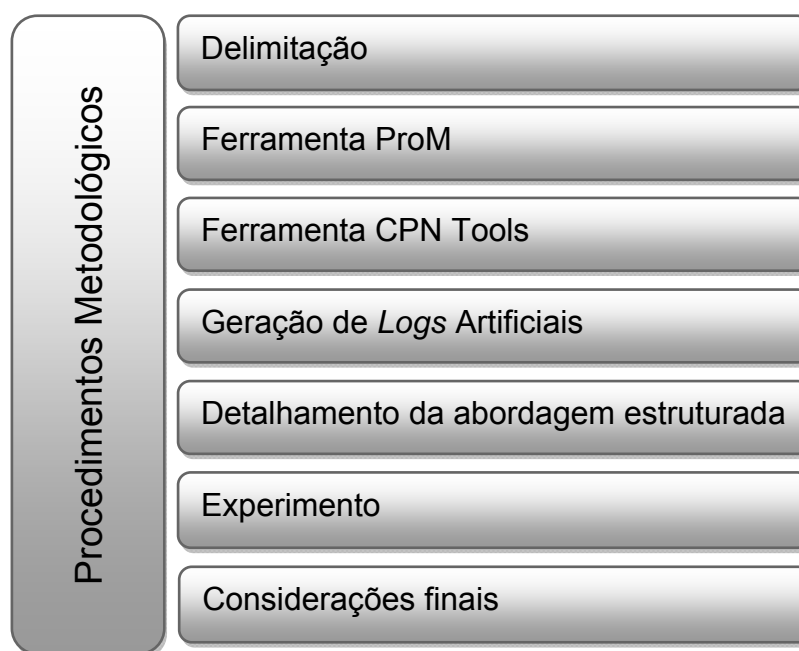 Procedimentos Metodológicos
Delimitação
Ferramenta ProM
Ferramenta CPN Tools
Geração de Logs Artificiais
Detalhamento da abordagem estruturada
Experimento
Considerações finais